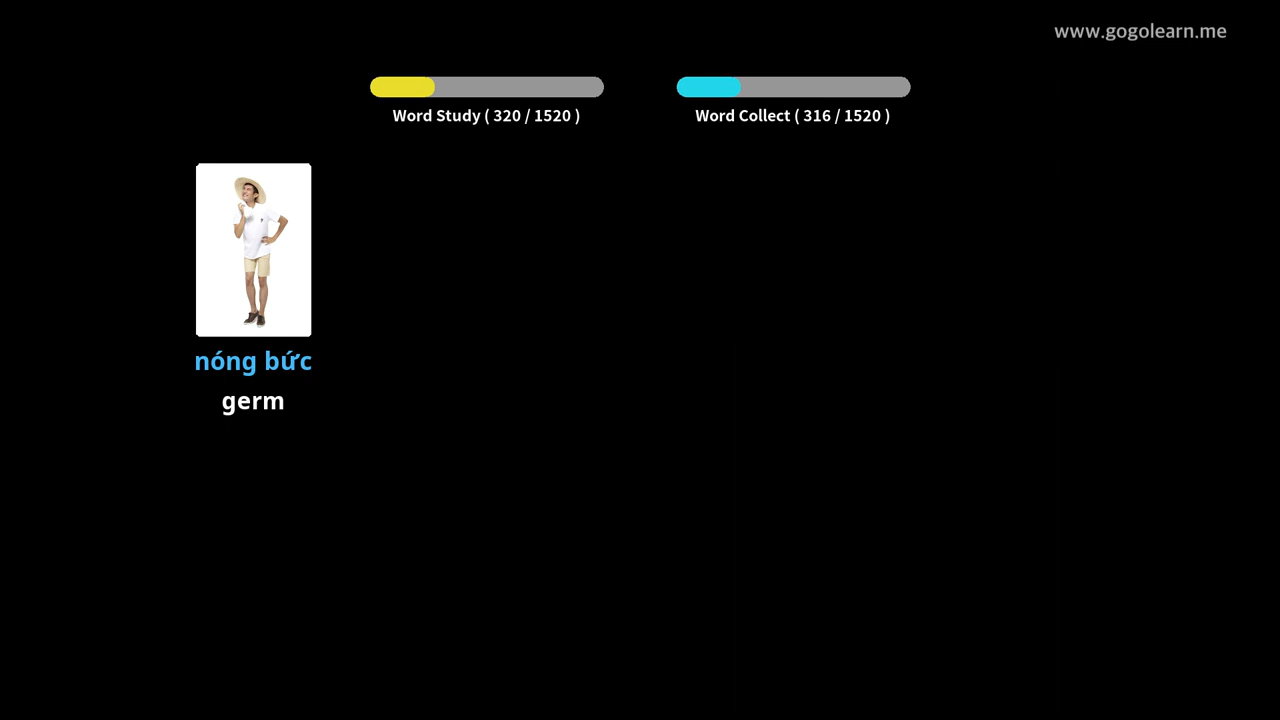 www.gogolearn.me
Word Study ( 320 / 1520 )
Word Collect ( 316 / 1520 )
nóng bức
germ